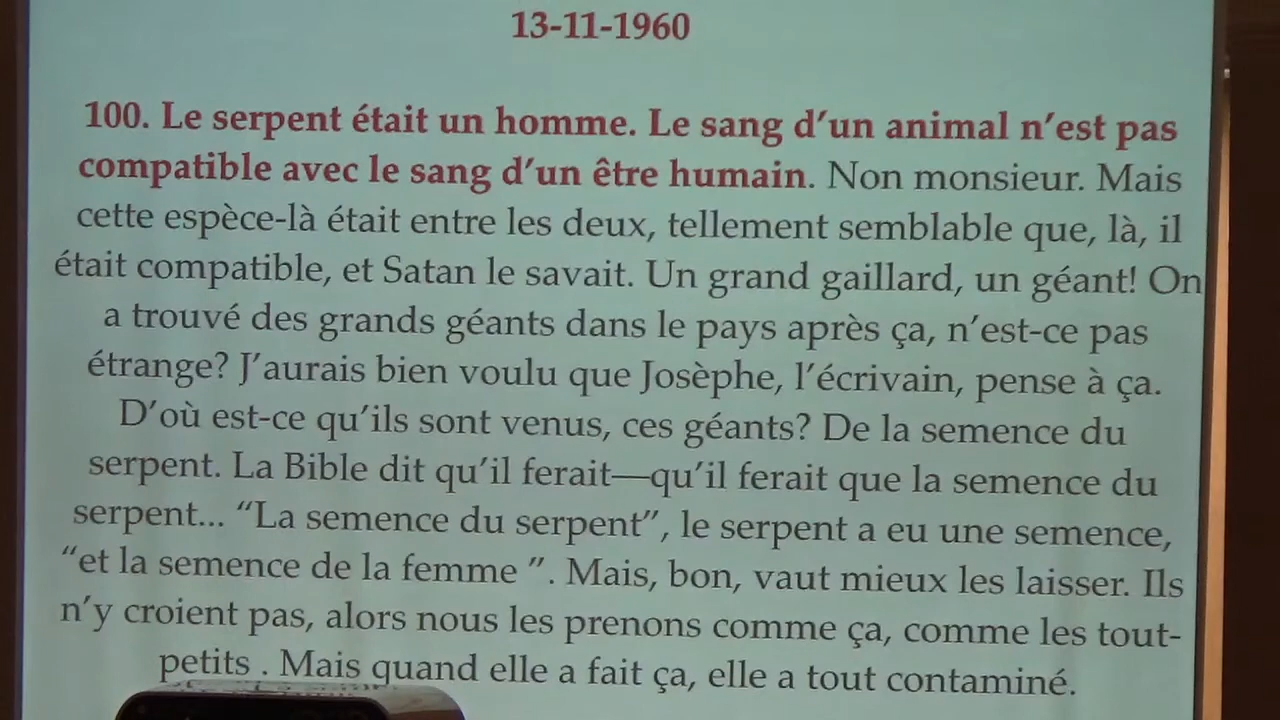 13-11-1960
100. Le serpent était un homme. Le sang d'un animal n'est pas
compatible avec le sang d'un être humain. Non monsieur. Mais
cette espèce-là était entre les deux, tellement semblable que, là, il
était compatible, et Satan le savait. Un grand gaillard, un géant! On
a trouvé des grands géants dans le pays après ça, n'est-ce pas
étrange? J'aurais bien voulu que Josèphe, l'écrivain, pense à ça.
D'où est-ce qu'ils sont venus, ces géants? De la semence du
serpent. La Bible dit qu'il ferait—qu'il ferait que la semence du
serpent... “La semence du serpent”, le serpent a eu une semence,
“et la semence de la femme ”. Mais, bon, vaut mieux les laisser. Ils
n'y croient pas, alors nous les prenons comme ça, comme les tout-
petits . Mais quand elle a fait ça, elle a tout contaminé.